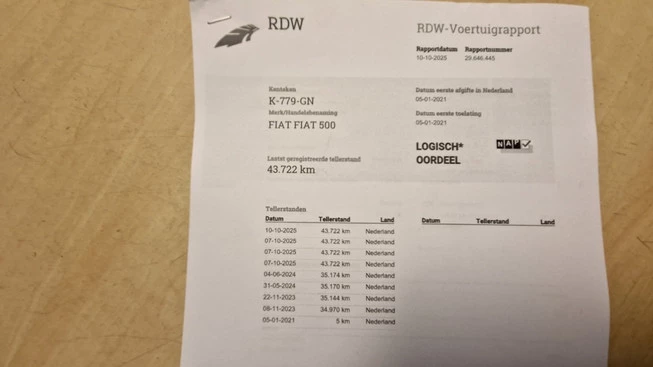 RDW
RDW-Voertuigrapport
Rapportdatum Rapportnummer
10-10-2025 29.646.445
Kenteken
K-779-GN
Merk/Handelsbenaming
FIAT FIAT 500
Laatst geregistreerde tellerstand
43.722 km
Datum eerste afgifte in Nederland
05-01-2021
Datum eerste toelating
05-01-2021
LOGISCH*
OORDEEL
NAP
Tellerstanden
Datum Tellerstand Land
10-10-2025 43.722 km Nederland
07-10-2025 43.722 km Nederland
07-10-2025 43.722 km Nederland
07-10-2025 43.722 km Nederland
04-06-2024 35.174 km Nederland
31-05-2024 35.170 km Nederland
22-11-2023 35.144 km Nederland
08-11-2023 34.970 km Nederland
05-01-2021 5 km Nederland
Datum Tellerstand Land